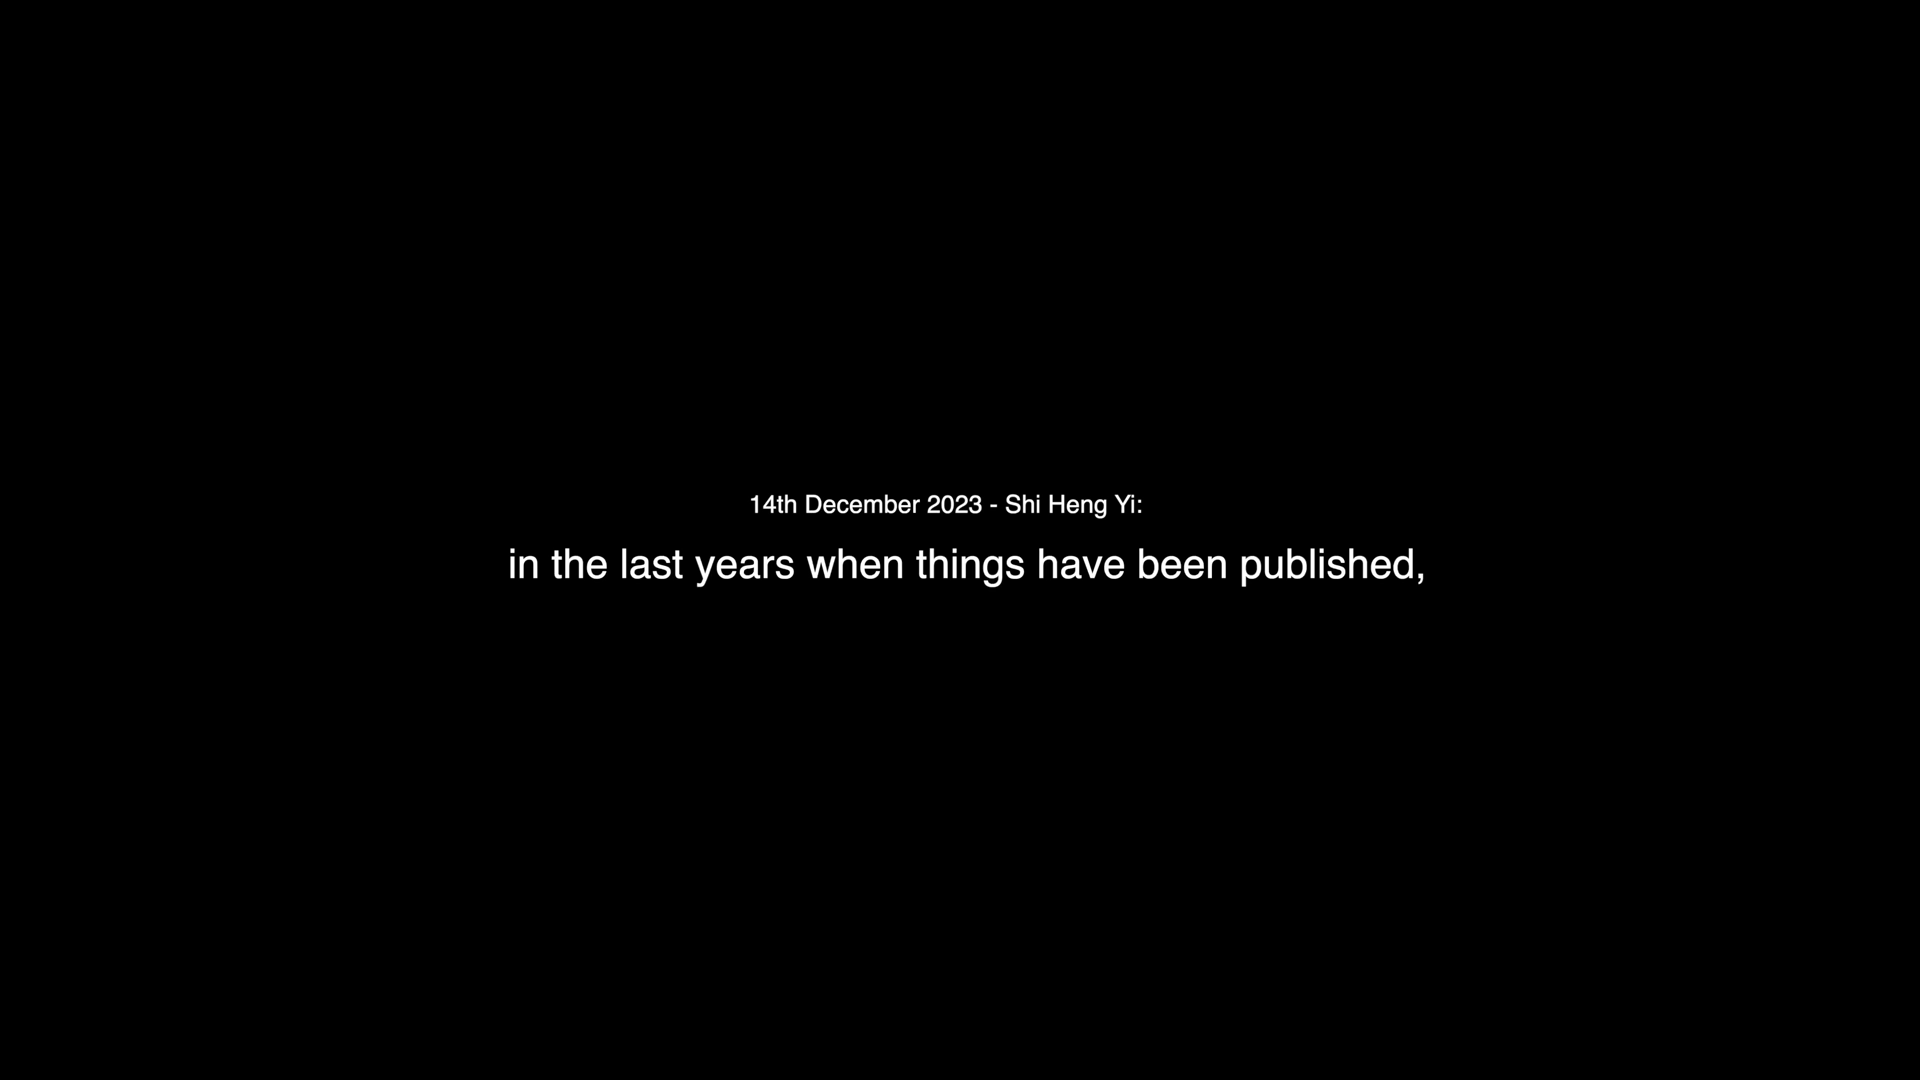 14th December 2023 - Shi Heng Yi:
in the last years when things have been published,